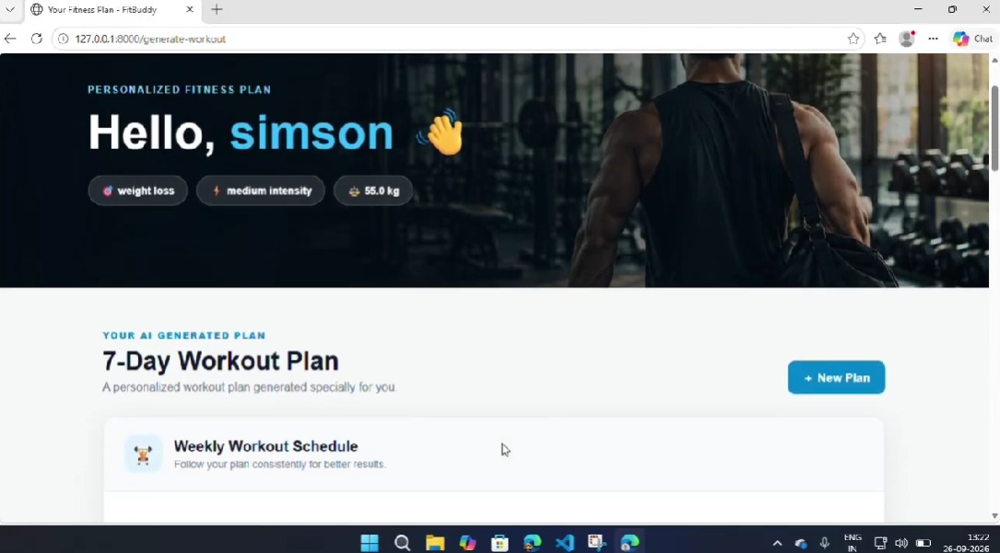 Your Fitness Plan - FitBuddy
127.0.0.1:8000/generate-workout
Chat
PERSONALIZED FITNESS PLAN
Hello, simson 👋
weight loss
medium intensity
55.0 kg
YOUR AI GENERATED PLAN
7-Day Workout Plan
A personalized workout plan generated specially for you.
+ New Plan
Weekly Workout Schedule
Follow your plan consistently for better results.
ENG
IN
13:22
26-09-2026